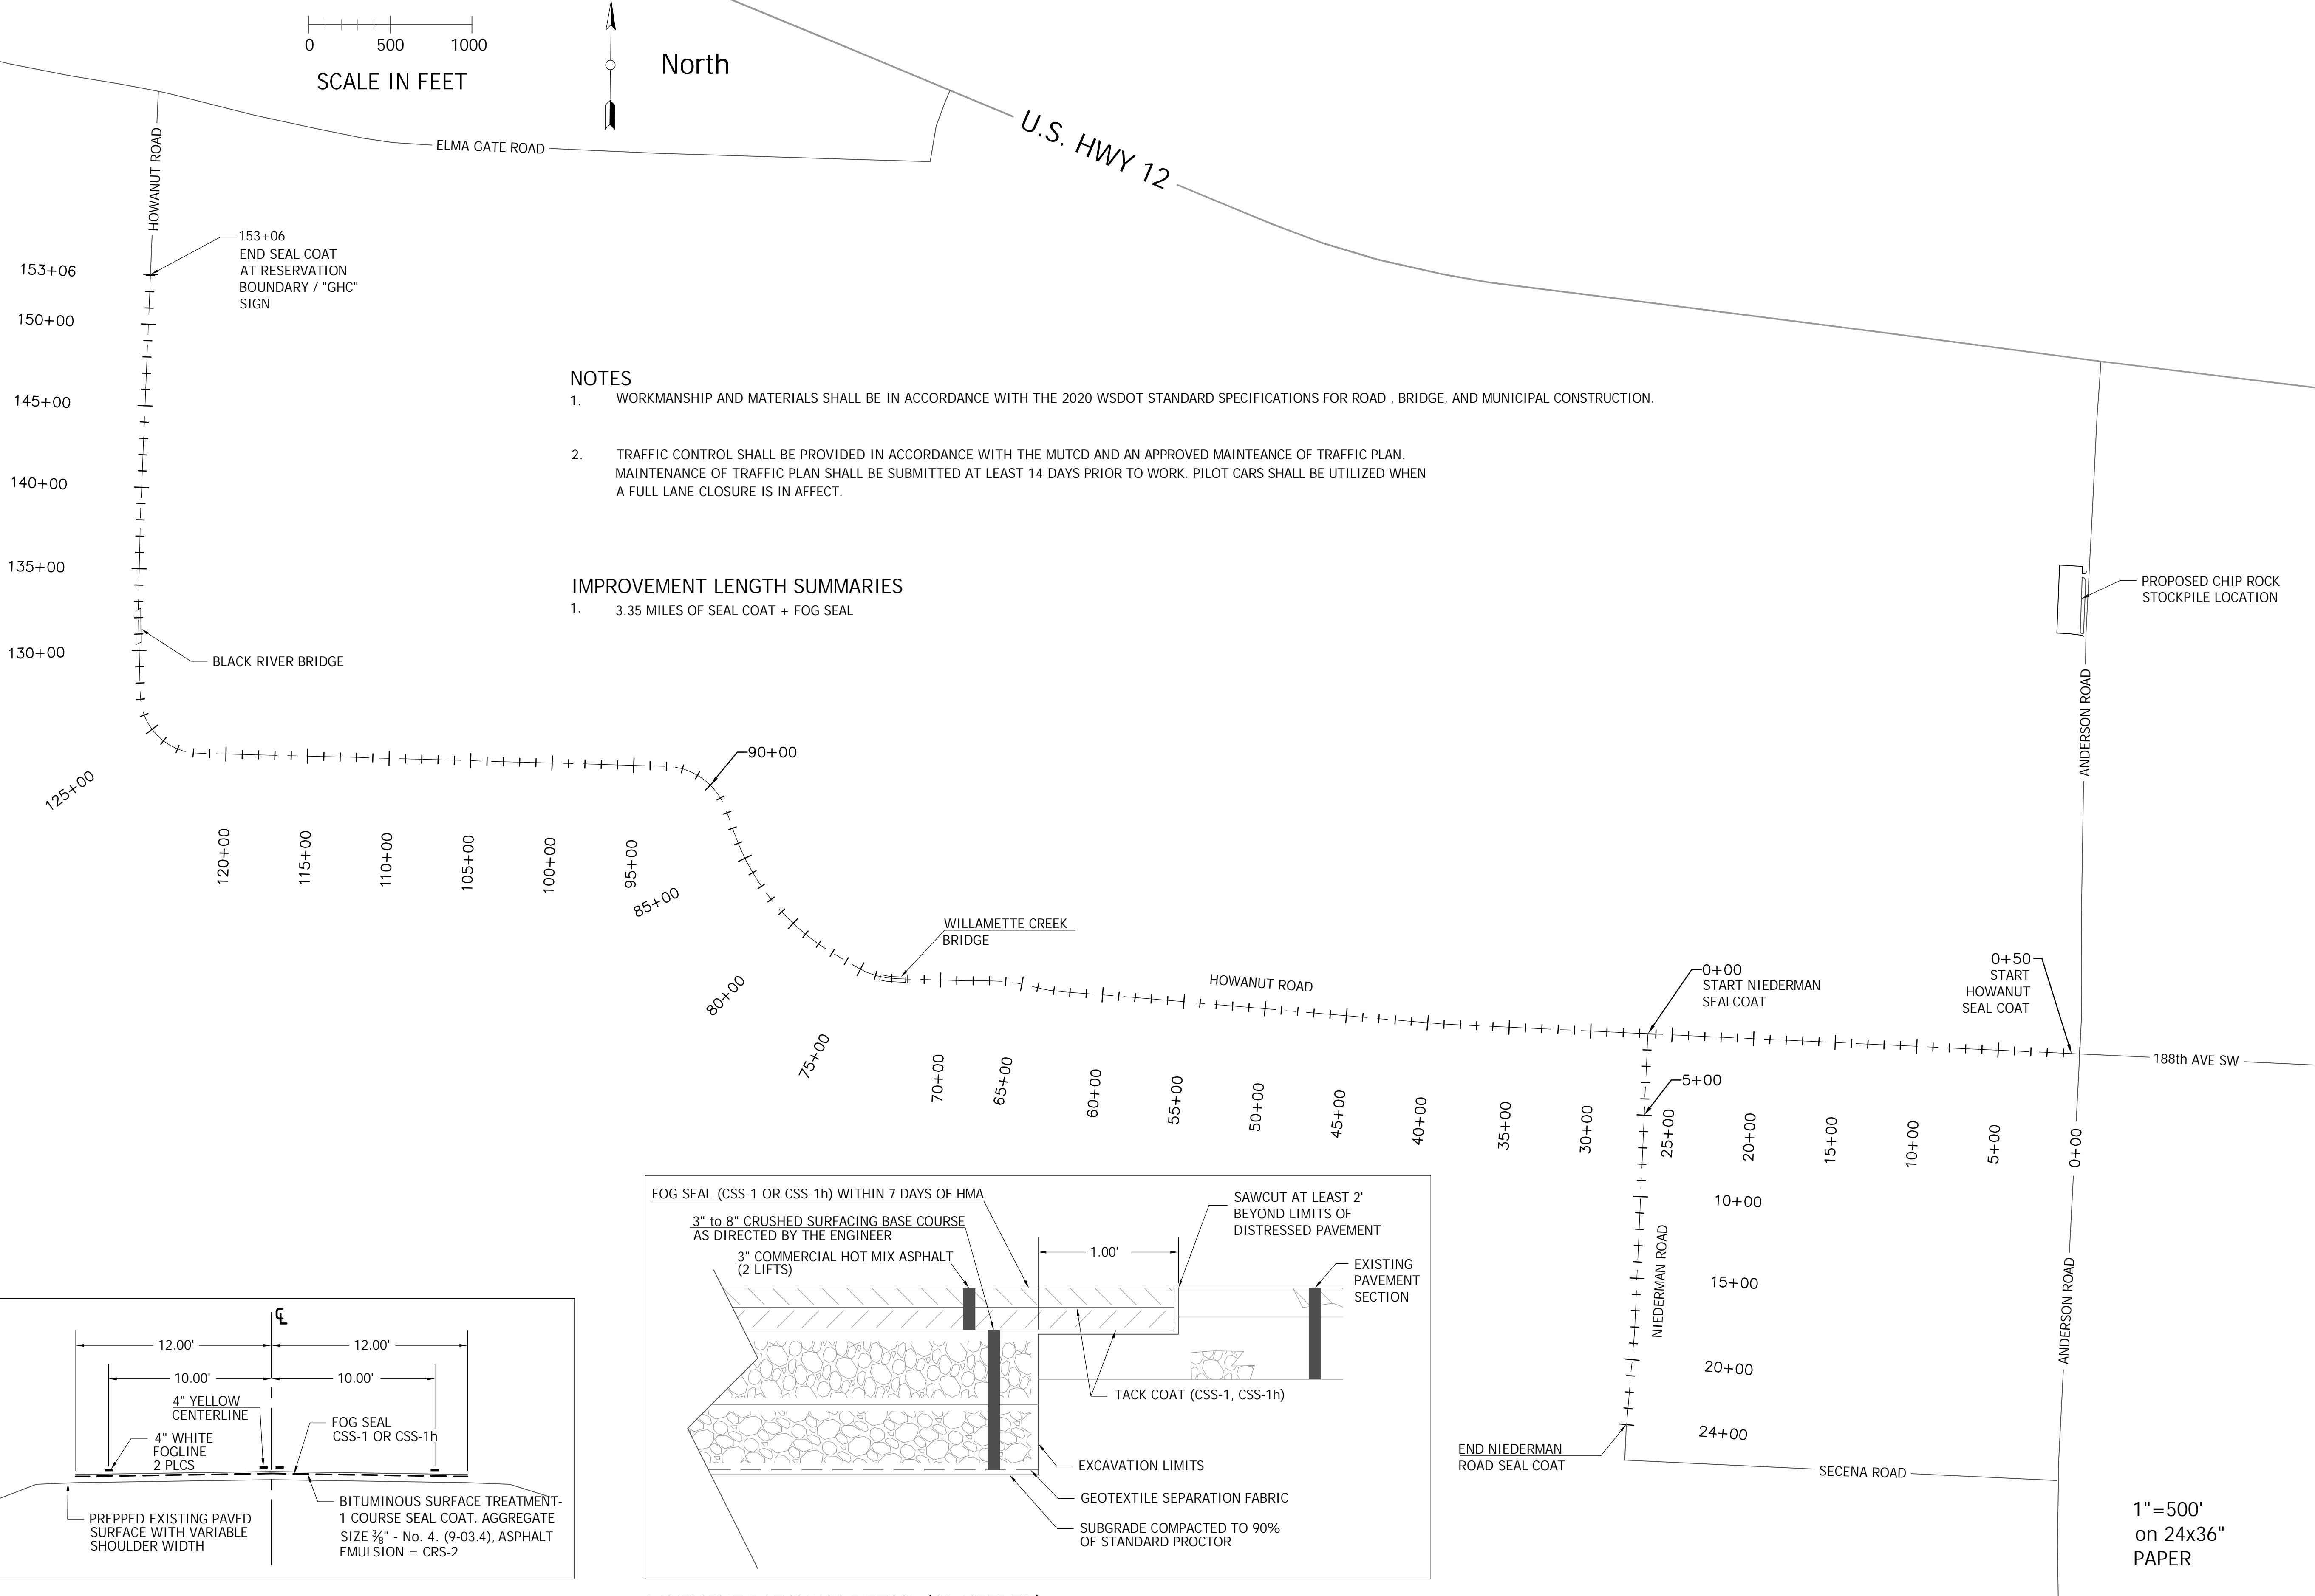 0 500 1000
SCALE IN FEET
North
U.S. HWY 12
HOWANUT ROAD
ELMA GATE ROAD
153+06
END SEAL COAT
AT RESERVATION
BOUNDARY / "GHC"
SIGN
153+06
150+00
145+00
140+00
135+00
130+00
BLACK RIVER BRIDGE
NOTES
1. WORKMANSHIP AND MATERIALS SHALL BE IN ACCORDANCE WITH THE 2020 WSDOT STANDARD SPECIFICATIONS FOR ROAD , BRIDGE, AND MUNICIPAL CONSTRUCTION.
2. TRAFFIC CONTROL SHALL BE PROVIDED IN ACCORDANCE WITH THE MUTCD AND AN APPROVED MAINTEANCE OF TRAFFIC PLAN.
MAINTENANCE OF TRAFFIC PLAN SHALL BE SUBMITTED AT LEAST 14 DAYS PRIOR TO WORK. PILOT CARS SHALL BE UTILIZED WHEN
A FULL LANE CLOSURE IS IN AFFECT.
IMPROVEMENT LENGTH SUMMARIES
1. 3.35 MILES OF SEAL COAT + FOG SEAL
PROPOSED CHIP ROCK
STOCKPILE LOCATION
ANDERSON ROAD
90+00
125+00
120+00
115+00
110+00
105+00
100+00
95+00
85+00
80+00
75+00
WILLAMETTE CREEK
BRIDGE
HOWANUT ROAD
0+00
START NIEDERMAN
SEALCOAT
0+50
START
HOWANUT
SEAL COAT
188th AVE SW
70+00
65+00
60+00
55+00
50+00
45+00
40+00
35+00
30+00
5+00
25+00
20+00
15+00
10+00
5+00
0+00
10+00
15+00
20+00
24+00
NIEDERMAN ROAD
ANDERSON ROAD
END NIEDERMAN
ROAD SEAL COAT
SECENA ROAD
1"=500'
on 24x36"
PAPER
FOG SEAL (CSS-1 OR CSS-1h) WITHIN 7 DAYS OF HMA
3" to 8" CRUSHED SURFACING BASE COURSE
AS DIRECTED BY THE ENGINEER
3" COMMERCIAL HOT MIX ASPHALT
(2 LIFTS)
1.00'
SAWCUT AT LEAST 2'
BEYOND LIMITS OF
DISTRESSED PAVEMENT
EXISTING
PAVEMENT
SECTION
TACK COAT (CSS-1, CSS-1h)
EXCAVATION LIMITS
GEOTEXTILE SEPARATION FABRIC
SUBGRADE COMPACTED TO 90%
OF STANDARD PROCTOR
℄
12.00' 12.00'
10.00' 10.00'
4" YELLOW
CENTERLINE
4" WHITE
FOGLINE
2 PLCS
FOG SEAL
CSS-1 OR CSS-1h
PREPPED EXISTING PAVED
SURFACE WITH VARIABLE
SHOULDER WIDTH
BITUMINOUS SURFACE TREATMENT-
1 COURSE SEAL COAT. AGGREGATE
SIZE ⅜" - No. 4. (9-03.4), ASPHALT
EMULSION = CRS-2